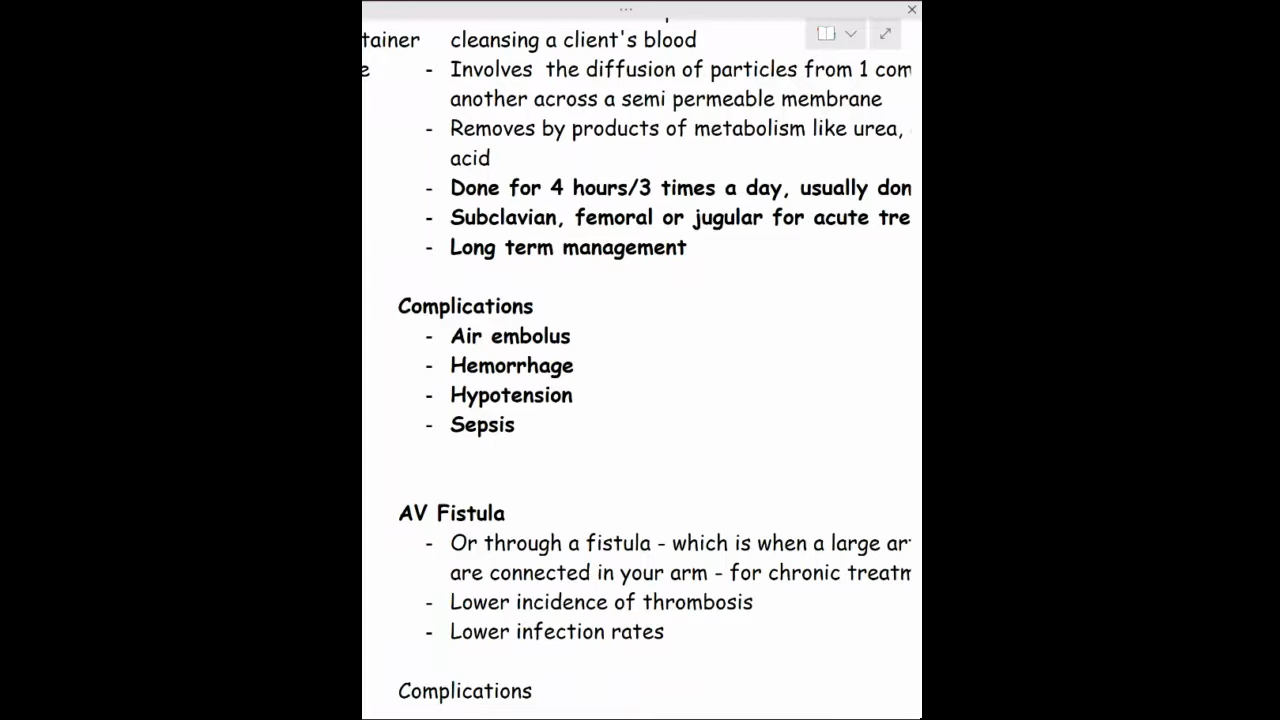 tainer cleansing a client's blood
e - Involves the diffusion of particles from 1 com
another across a semi permeable membrane
- Removes by products of metabolism like urea,
acid
- Done for 4 hours/3 times a day, usually don
- Subclavian, femoral or jugular for acute tre
- Long term management
Complications
- Air embolus
- Hemorrhage
- Hypotension
- Sepsis
AV Fistula
- Or through a fistula - which is when a large ar
are connected in your arm - for chronic treatm
- Lower incidence of thrombosis
- Lower infection rates
Complications